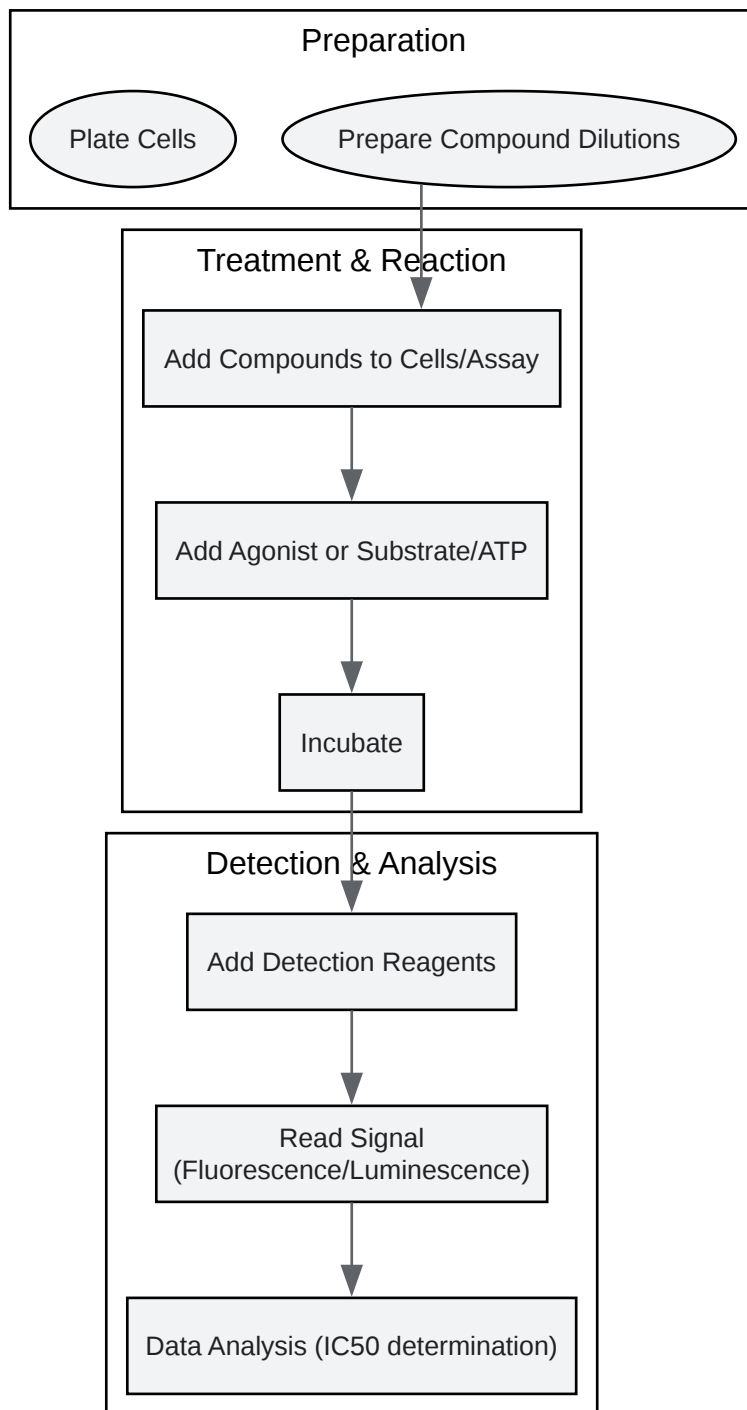 Preparation
Plate Cells
Prepare Compound Dilutions
Treatment & Reaction
Add Compounds to Cells/Assay
Add Agonist or Substrate/ATP
Incubate
Detection & Analysis
Add Detection Reagents
Read Signal
(Fluorescence/Luminescence)
Data Analysis (IC50 determination)